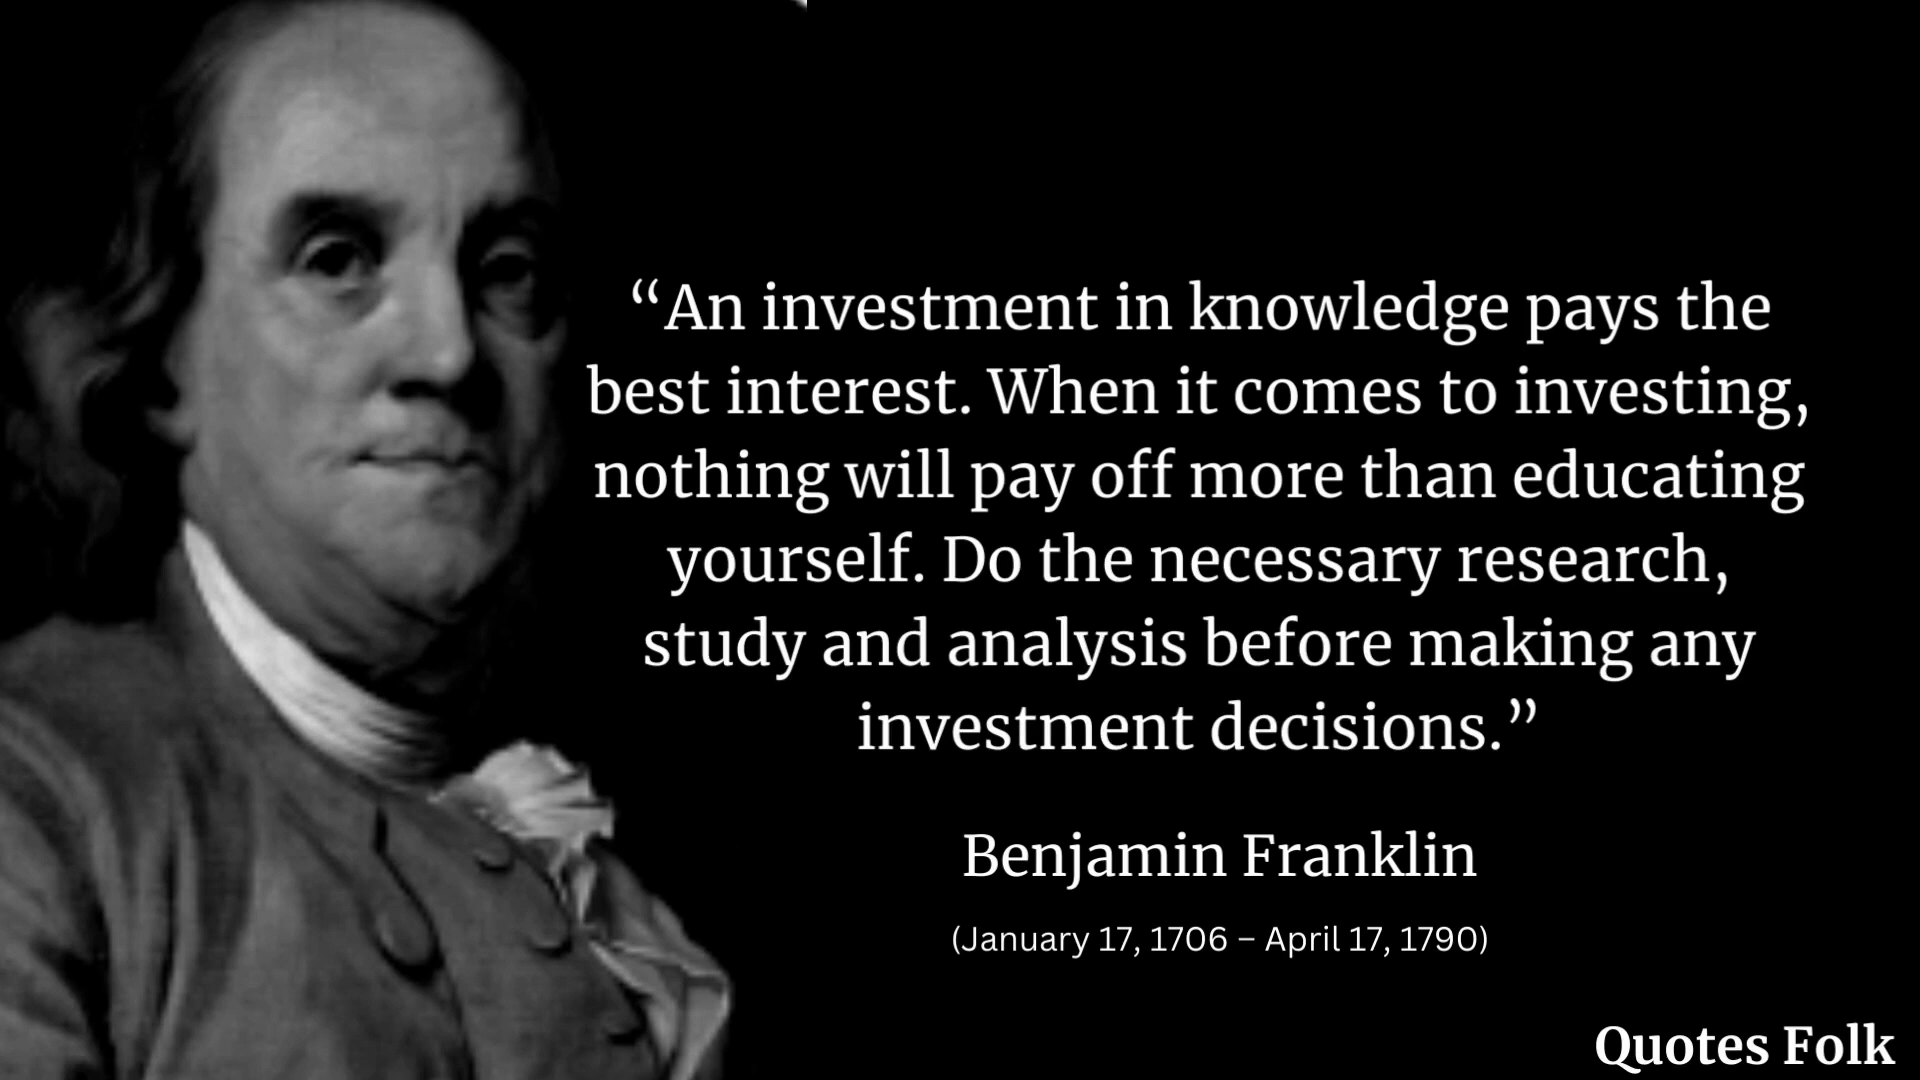 “An investment in knowledge pays the
best interest. When it comes to investing,
nothing will pay off more than educating
yourself. Do the necessary research,
study and analysis before making any
investment decisions.”
Benjamin Franklin
(January 17, 1706 – April 17, 1790)
Quotes Folk